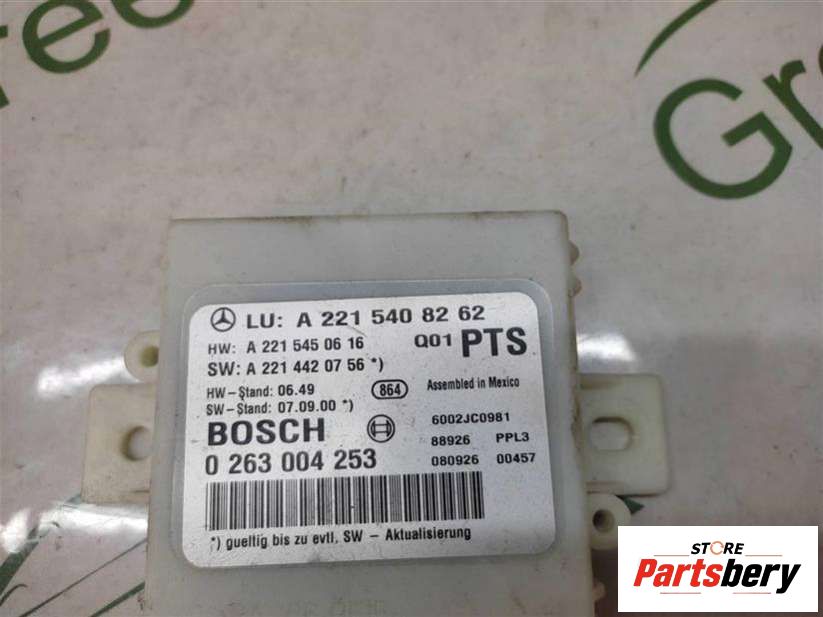 Gree
Gr
LU: A 221 540 82 62
HW: A 221 545 06 16 Q01 PTS
SW: A 221 442 07 56 *)
HW-Stand: 06.49 864 Assembled in Mexico
SW-Stand: 07.09.00 *)
BOSCH 6002JC0981
88926 PPL3
0 263 004 253 080926 00457
*) gueltig bis zu evtl. SW - Aktualisierung
STORE
Partsbery